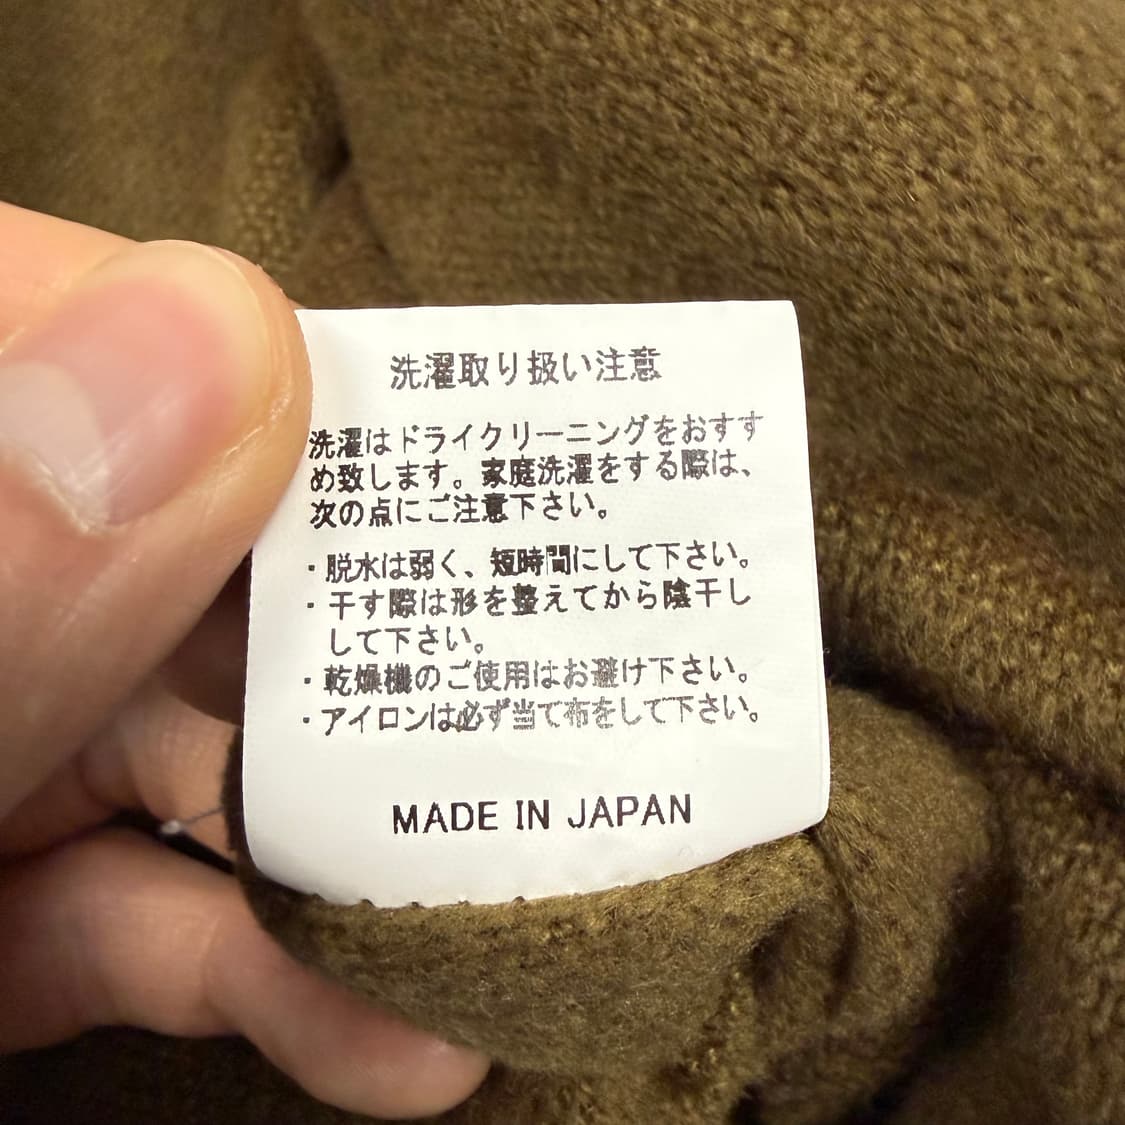 洗濯取り扱い注意
洗濯はドライクリーニングをおすす
め致します。家庭洗濯をする際は、
次の点にご注意下さい。
・脱水は弱く、短時間にして下さい。
・干す際は形を整えてから陰干し
して下さい。
・乾燥機のご使用はお避け下さい。
・アイロンは必ず当て布をして下さい。
MADE IN JAPAN